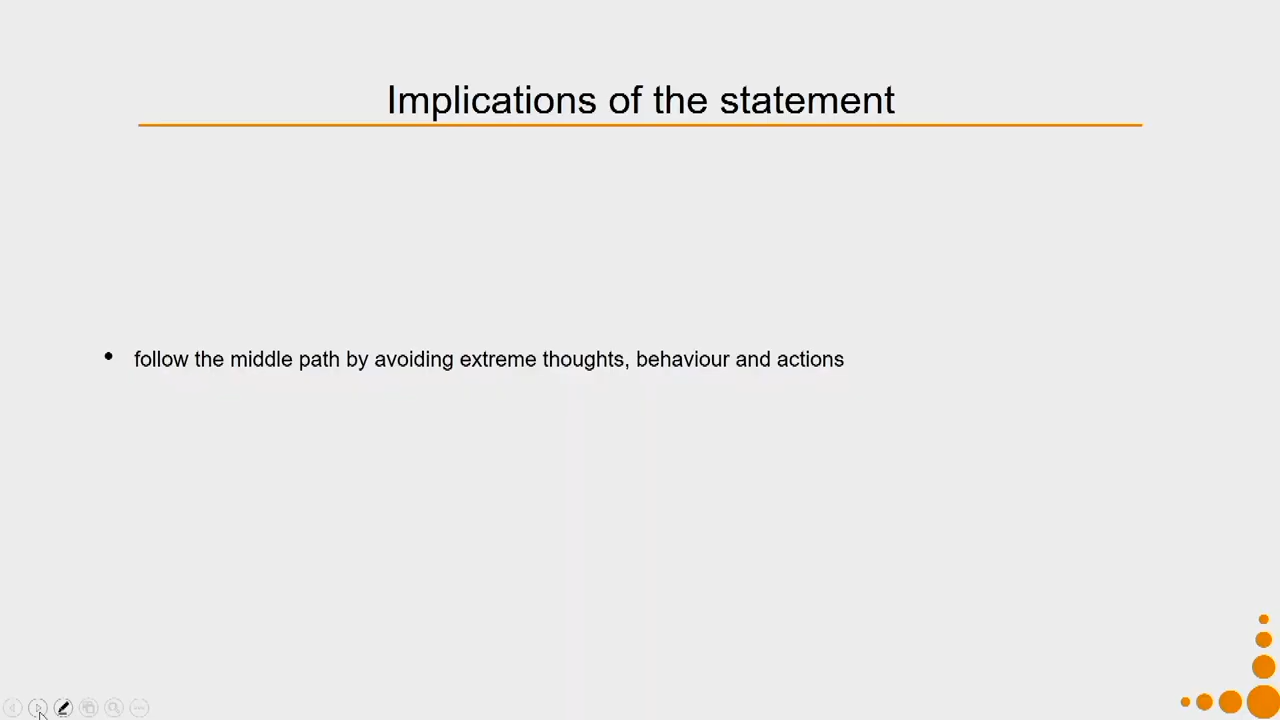 Implications of the statement
• follow the middle path by avoiding extreme thoughts, behaviour and actions